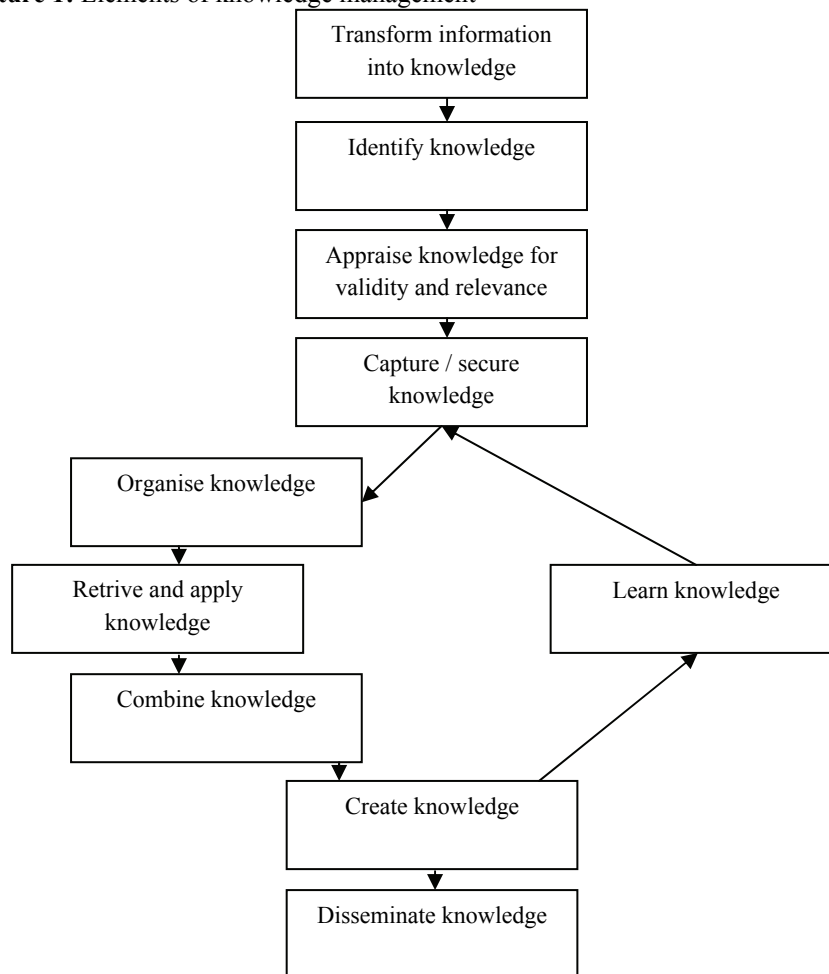 1. Elements of knowledge management
Transform information
into knowledge
Identify knowledge
Appraise knowledge for
validity and relevance
Capture / secure
knowledge
Organise knowledge
Retrive and apply
knowledge
Learn knowledge
Combine knowledge
Create knowledge
Disseminate knowledge